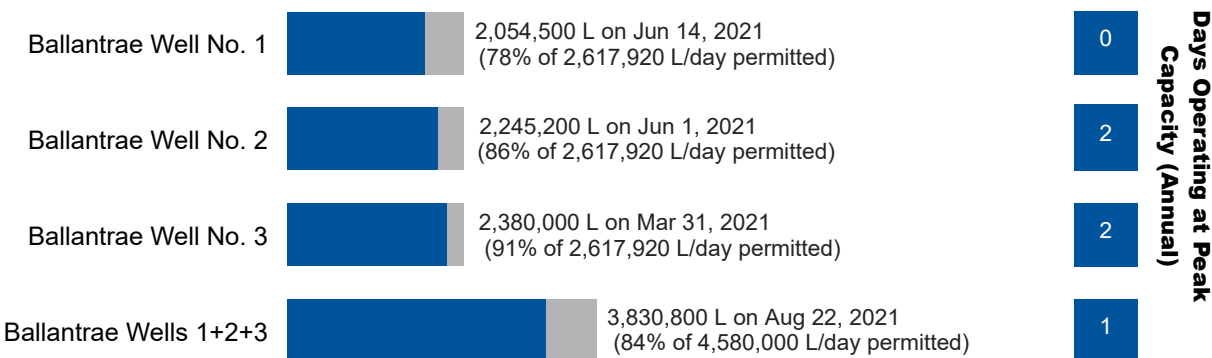 Ballantrae Well No. 1
2,054,500 L on Jun 14, 2021
(78% of 2,617,920 L/day permitted)
0
Ballantrae Well No. 2
2,245,200 L on Jun 1, 2021
(86% of 2,617,920 L/day permitted)
2
Ballantrae Well No. 3
2,380,000 L on Mar 31, 2021
(91% of 2,617,920 L/day permitted)
2
Ballantrae Wells 1+2+3
3,830,800 L on Aug 22, 2021
(84% of 4,580,000 L/day permitted)
1
Days Operating at Peak
Capacity (Annual)